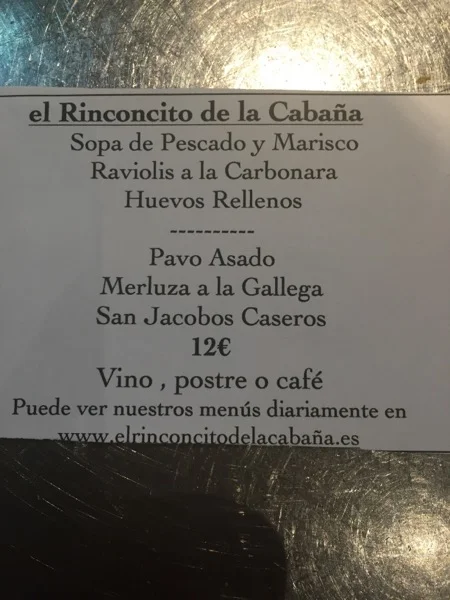 el Rinconcito de la Cabaña
Sopa de Pescado y Marisco
Raviolis a la Carbonara
Huevos Rellenos
----------
Pavo Asado
Merluza a la Gallega
San Jacobos Caseros
12€
Vino , postre o café
Puede ver nuestros menús diariamente en
www.elrinconcitodelacabaña.es